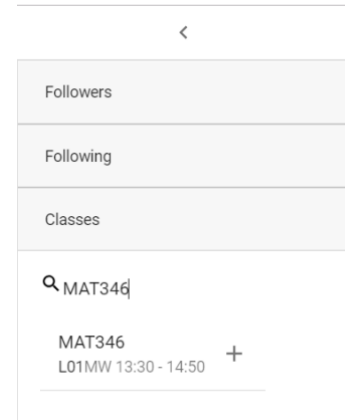 Followers
Following
Classes
MAT346
MAT346
L01MW 13:30 - 14:50